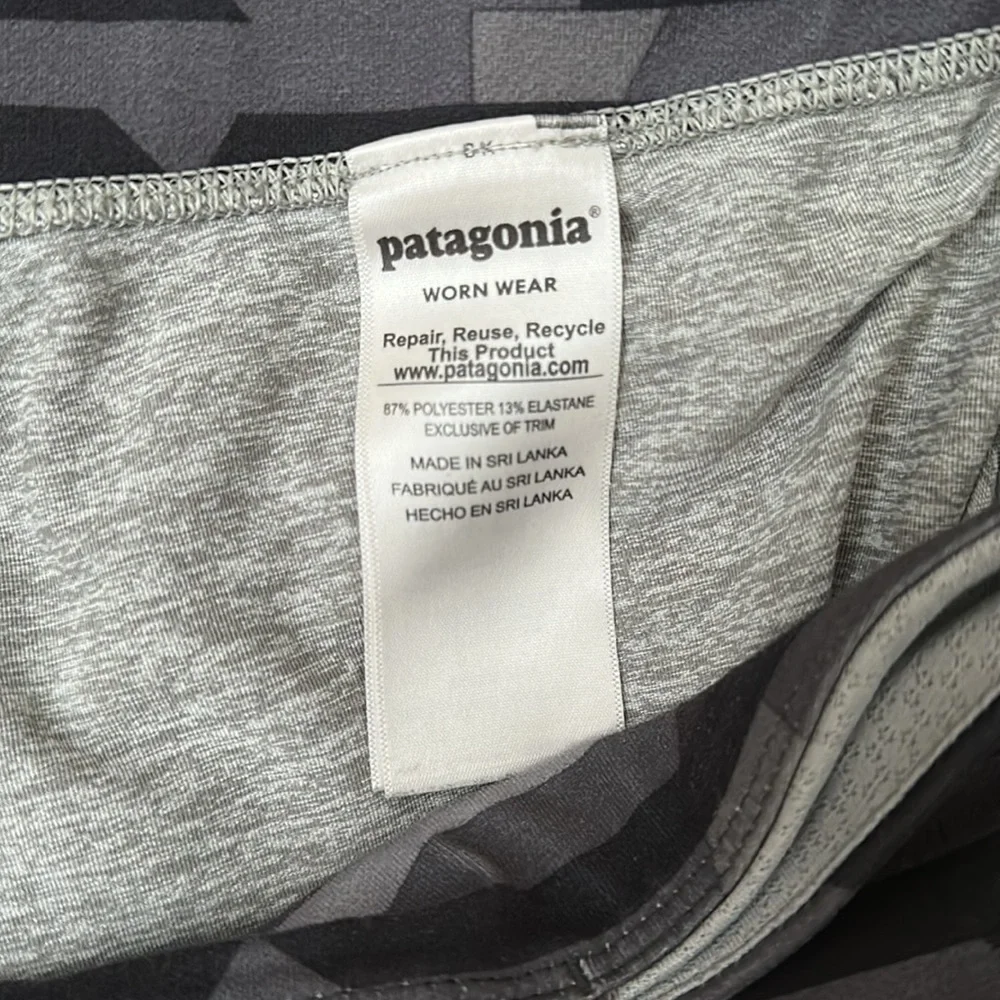 patagonia®
WORN WEAR
Repair, Reuse, Recycle
This Product
www.patagonia.com
87% POLYESTER 13% ELASTANE
EXCLUSIVE OF TRIM
MADE IN SRI LANKA
FABRIQUÉ AU SRI LANKA
HECHO EN SRI LANKA